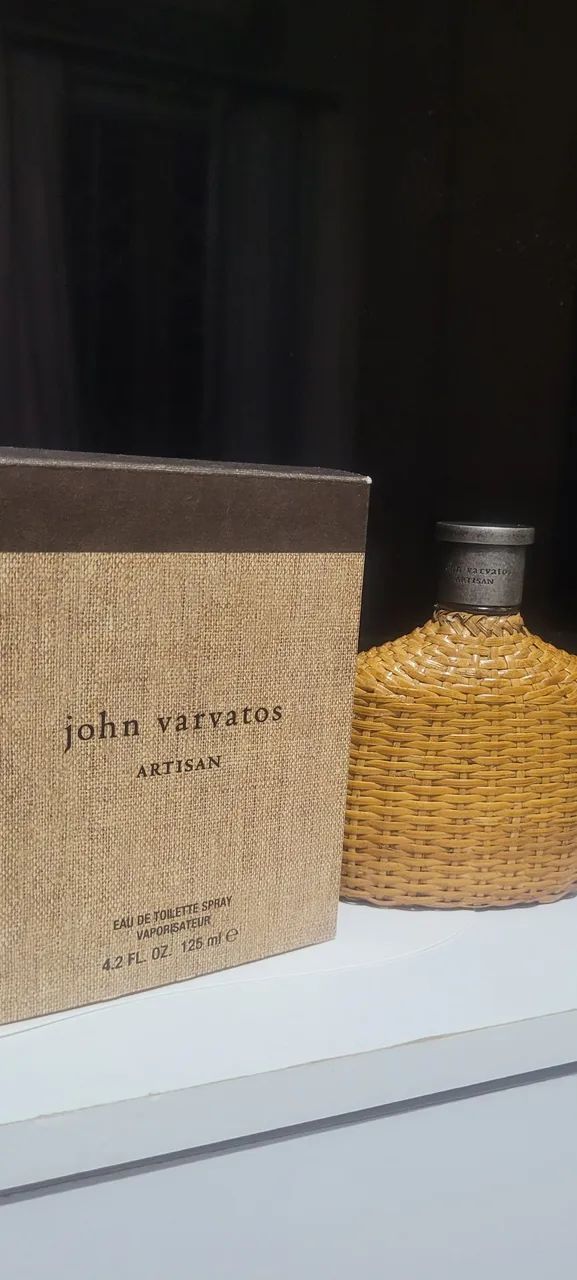 john varvatos
ARTISAN
EAU DE TOILETTE SPRAY
VAPORISATEUR
4.2 FL. OZ. 125 ml ℮
john varvatos
ARTISAN